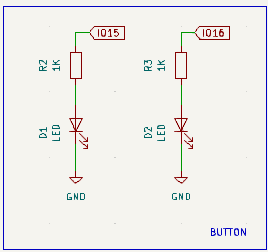 IO15
IO16
R2
1K
R3
1K
D1
LED
D2
LED
GND
GND
BUTTON